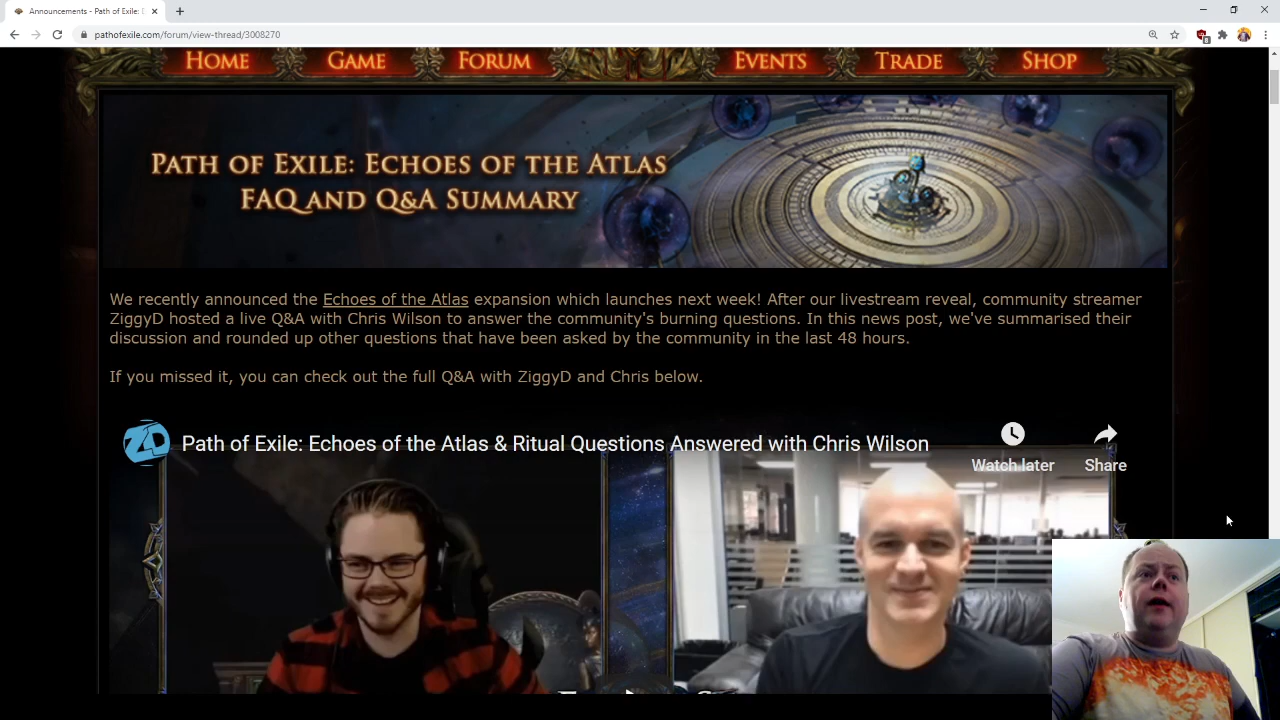 Announcements - Path of Exile: E
pathofexile.com/forum/view-thread/3008270
8
HOME GAME FORUM EVENTS TRADE SHOP
PATH OF EXILE: ECHOES OF THE ATLAS
FAQ AND Q&A SUMMARY
We recently announced the Echoes of the Atlas expansion which launches next week! After our livestream reveal, community streamer
ZiggyD hosted a live Q&A with Chris Wilson to answer the community's burning questions. In this news post, we've summarised their
discussion and rounded up other questions that have been asked by the community in the last 48 hours.
If you missed it, you can check out the full Q&A with ZiggyD and Chris below.
ZD
Path of Exile: Echoes of the Atlas & Ritual Questions Answered with Chris Wilson
Watch later Share